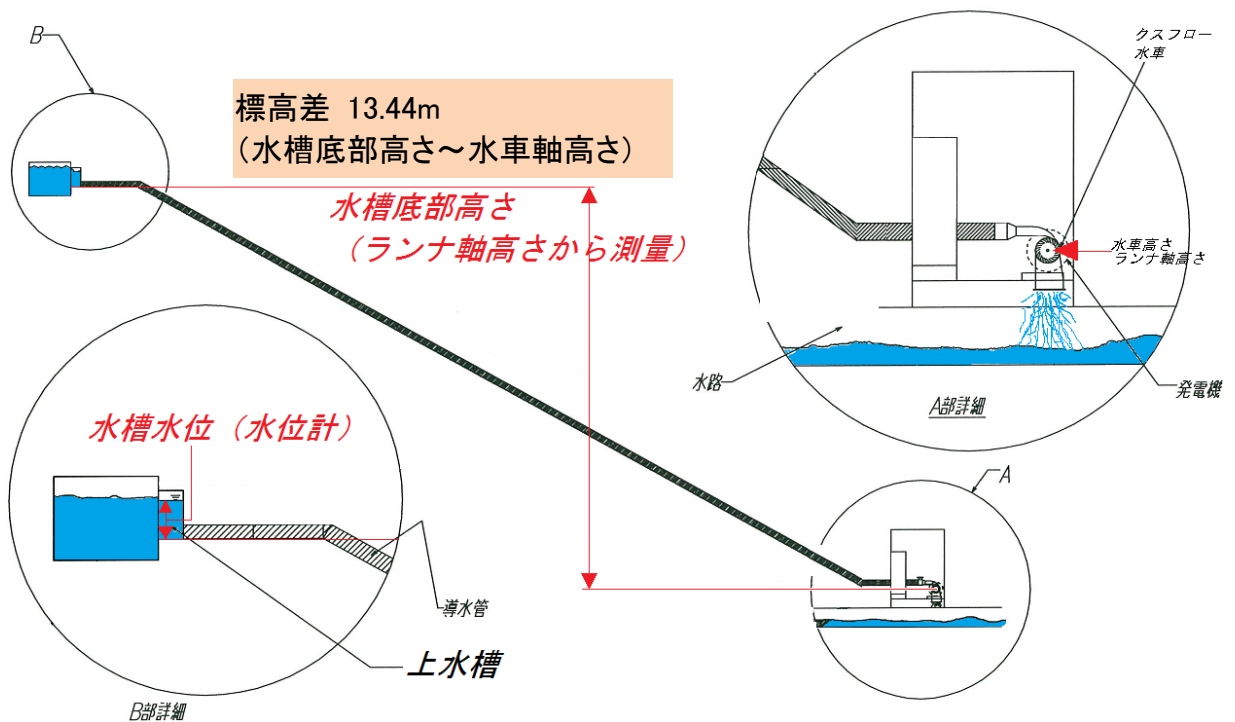 B
標高差 13.44m
(水槽底部高さ～水車軸高さ)
水槽底部高さ
(ランナ軸高さから測量)
クスフロー
水車
水車高さ
ランナ軸高さ
水路
発電機
A部詳細
水槽水位（水位計）
A
導水管
上水槽
B部詳細